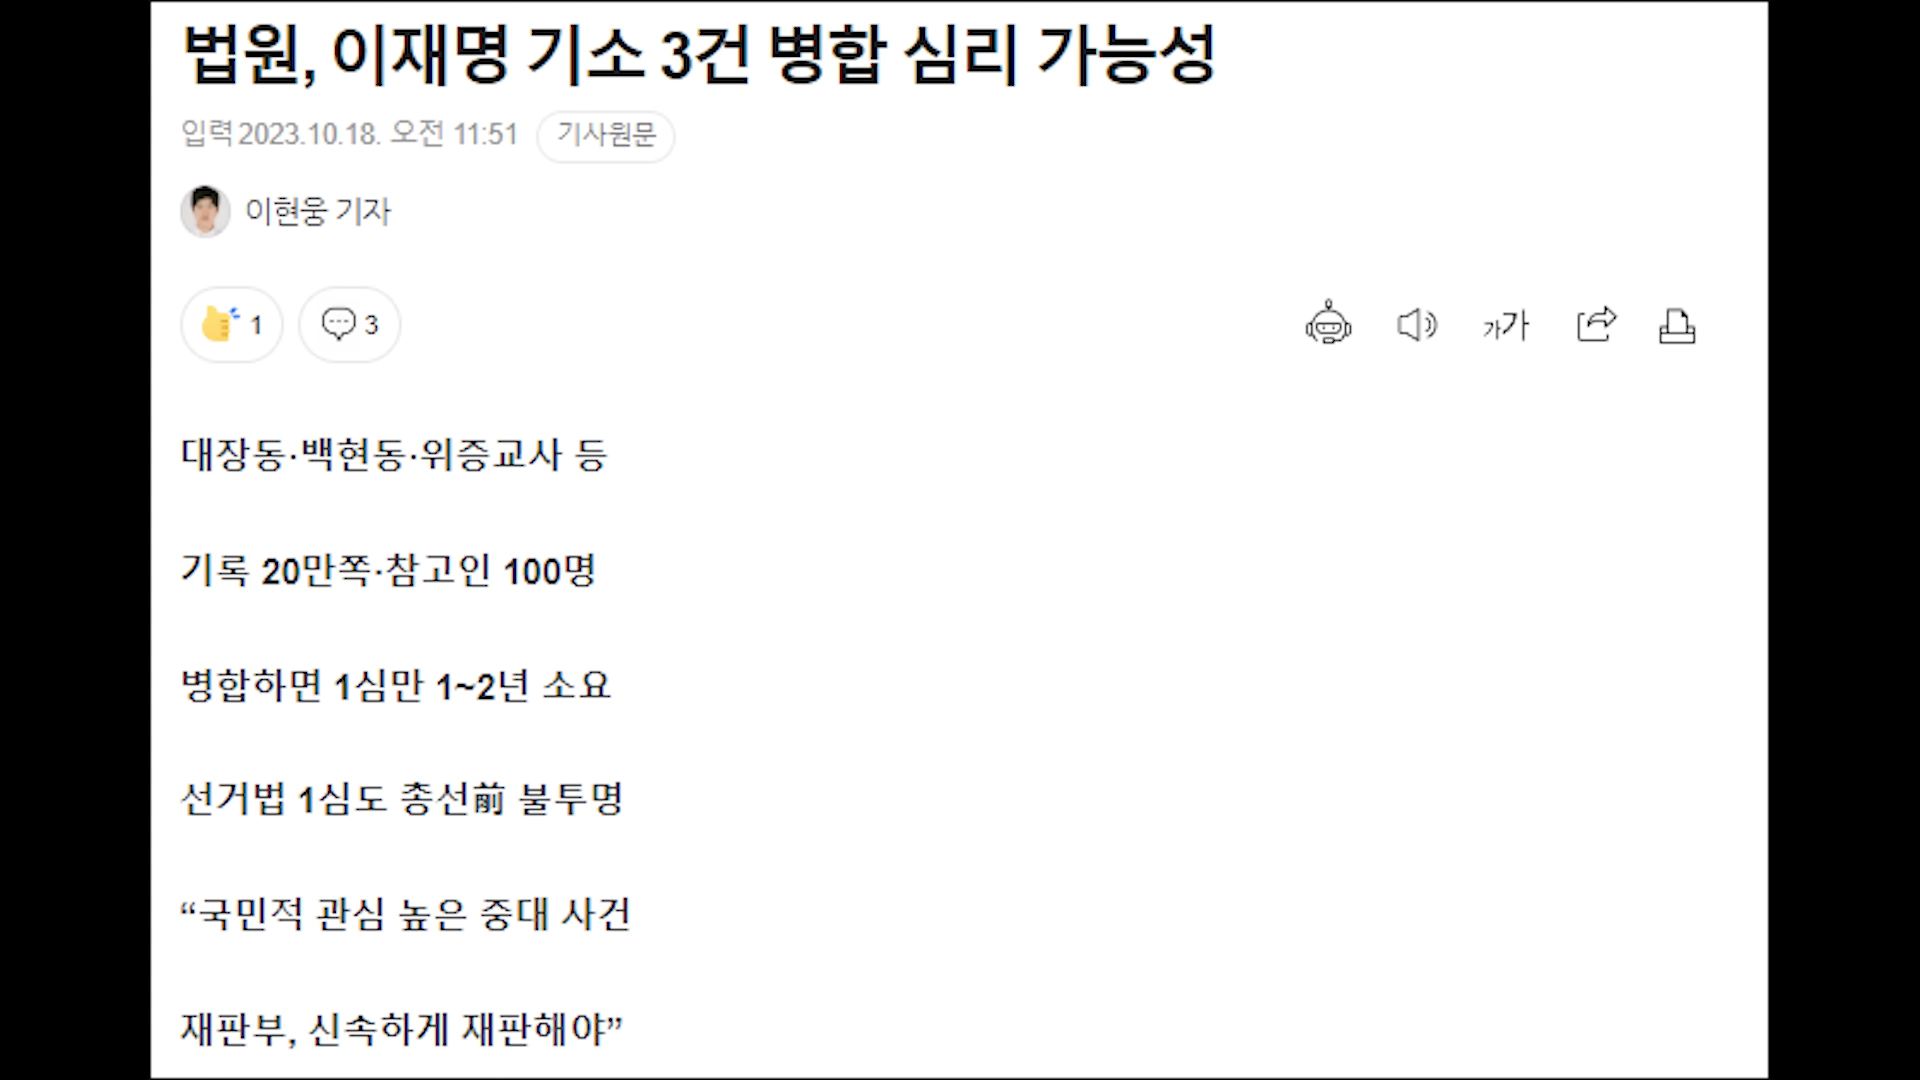 법원, 이재명 기소 3건 병합 심리 가능성
입력 2023.10.18. 오전 11:51 기사원문
이현웅 기자
1 3 가가
대장동·백현동·위증교사 등
기록 20만쪽·참고인 100명
병합하면 1심만 1~2년 소요
선거법 1심도 총선前 불투명
“국민적 관심 높은 중대 사건
재판부, 신속하게 재판해야”